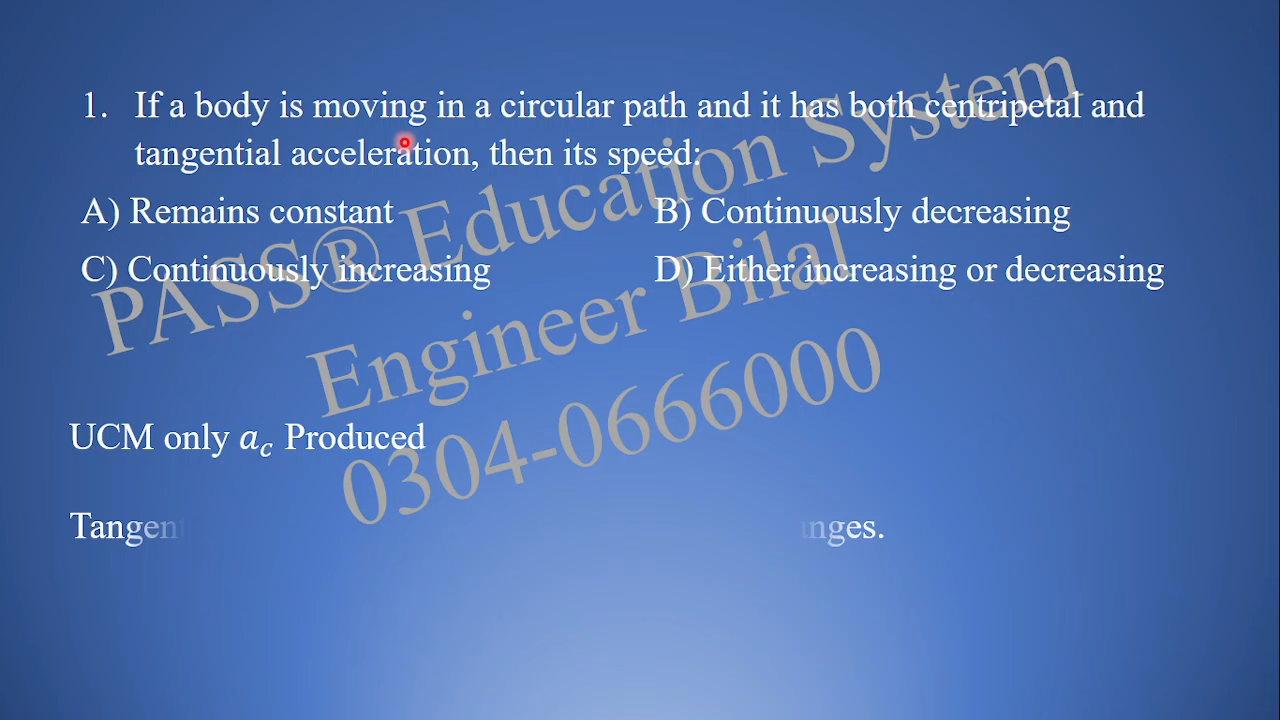 1. If a body is moving in a circular path and it has both centripetal and
tangential acceleration, then its speed:
A) Remains constant
B) Continuously decreasing
C) Continuously increasing
D) Either increasing or decreasing
PASS® Education System
Engineer Bilal
0304-0666000
UCM only a_c Produced